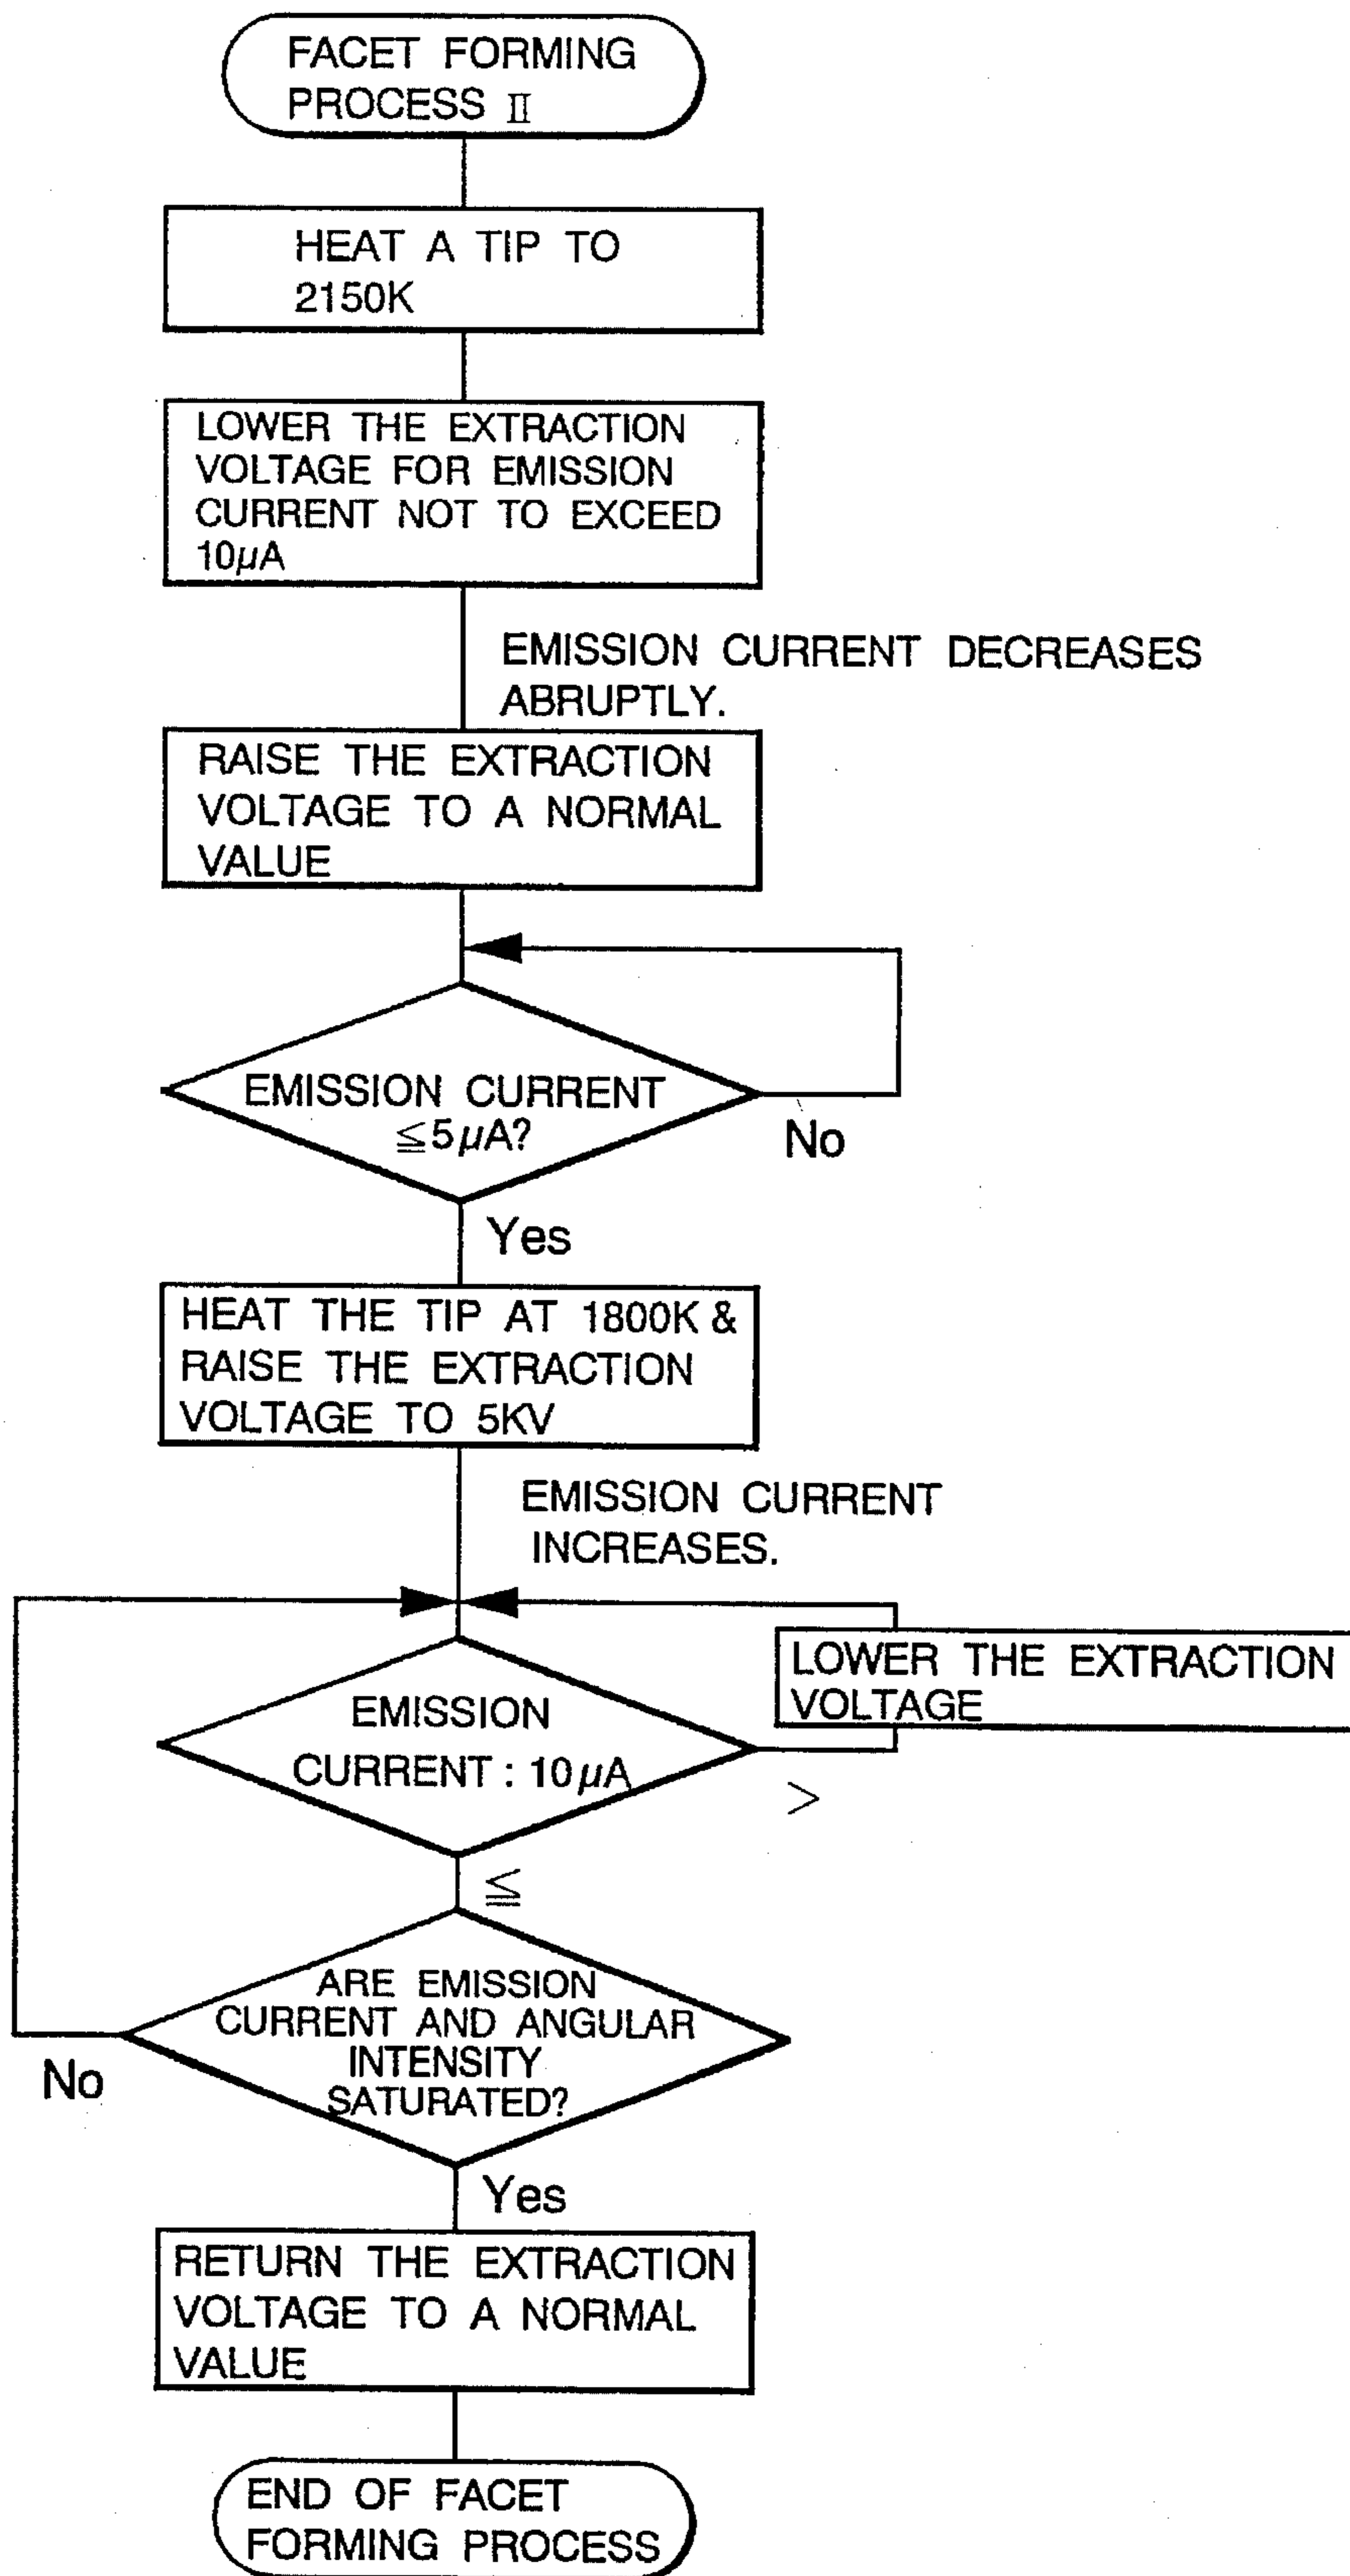 FACET FORMING
PROCESS II
HEAT A TIP TO
2150K
LOWER THE EXTRACTION
VOLTAGE FOR EMISSION
CURRENT NOT TO EXCEED
10μA
EMISSION CURRENT DECREASES
ABRUPTLY.
RAISE THE EXTRACTION
VOLTAGE TO A NORMAL
VALUE
EMISSION CURRENT
≦5μA?
No
Yes
HEAT THE TIP AT 1800K &
RAISE THE EXTRACTION
VOLTAGE TO 5KV
EMISSION CURRENT
INCREASES.
LOWER THE EXTRACTION
VOLTAGE
EMISSION
CURRENT : 10μA
>
≦
ARE EMISSION
CURRENT AND ANGULAR
INTENSITY
SATURATED?
No
Yes
RETURN THE EXTRACTION
VOLTAGE TO A NORMAL
VALUE
END OF FACET
FORMING PROCESS